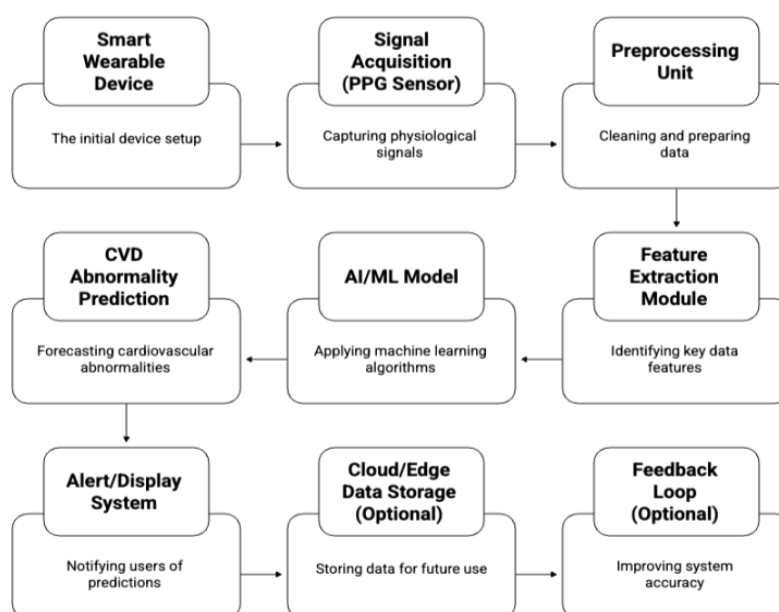 Smart
Wearable
Device
The initial device setup
Signal
Acquisition
(PPG Sensor)
Capturing physiological
signals
Preprocessing
Unit
Cleaning and preparing
data
CVD
Abnormality
Prediction
Forecasting cardiovascular
abnormalities
AI/ML Model
Applying machine learning
algorithms
Feature
Extraction
Module
Identifying key data
features
Alert/Display
System
Notifying users of
predictions
Cloud/Edge
Data Storage
(Optional)
Storing data for future use
Feedback
Loop
(Optional)
Improving system
accuracy